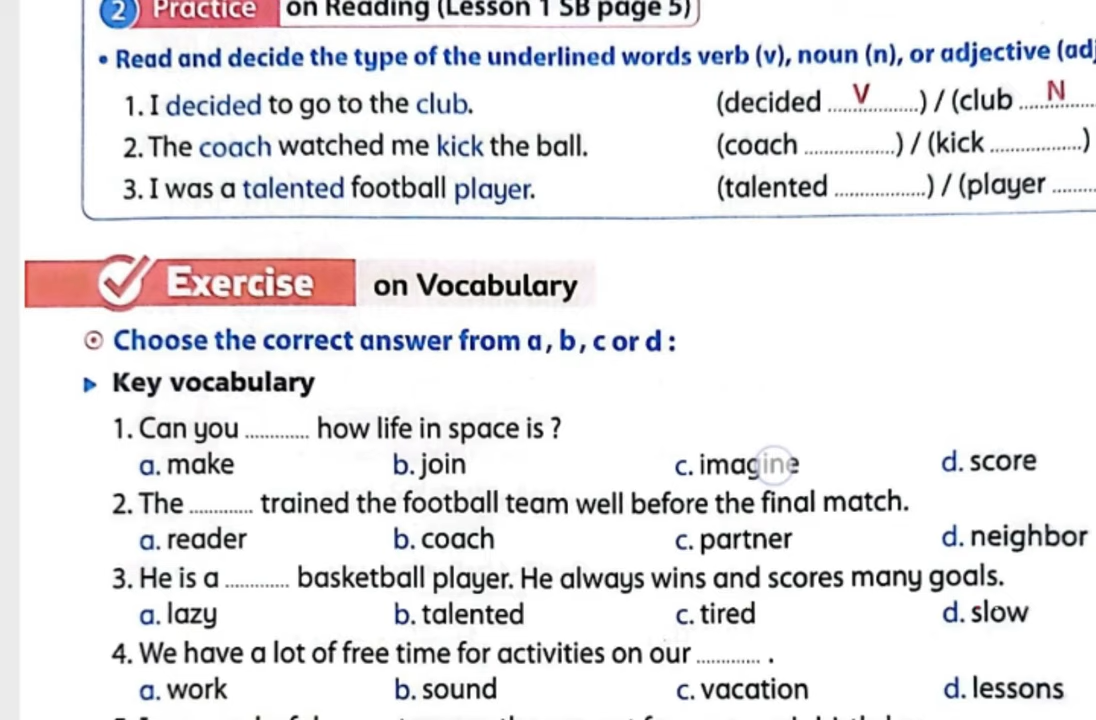 2 Practice on Reading (Lesson 1 SB page 5)
• Read and decide the type of the underlined words verb (v), noun (n), or adjective (adj
1. I decided to go to the club. (decided ....V....) / (club ....N....
2. The coach watched me kick the ball. (coach ................) / (kick ................)
3. I was a talented football player. (talented ................) / (player ........
Exercise on Vocabulary
Choose the correct answer from a, b, c or d :
Key vocabulary
1. Can you ............ how life in space is ?
a. make b. join c. imagine d. score
2. The ............ trained the football team well before the final match.
a. reader b. coach c. partner d. neighbor
3. He is a ............ basketball player. He always wins and scores many goals.
a. lazy b. talented c. tired d. slow
4. We have a lot of free time for activities on our ............ .
a. work b. sound c. vacation d. lessons